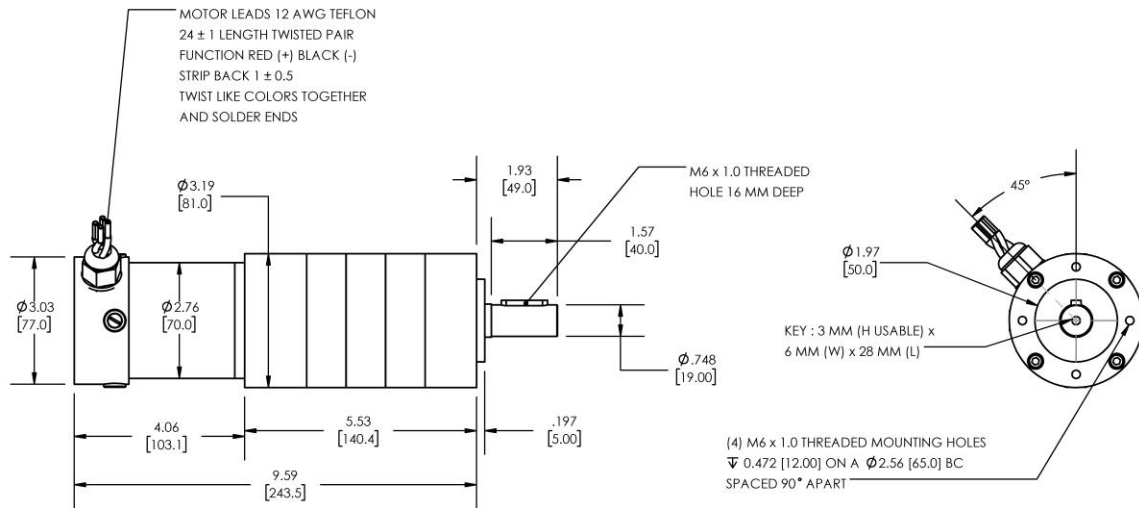 MOTOR LEADS 12 AWG TEFLON
24 ± 1 LENGTH TWISTED PAIR
FUNCTION RED (+) BLACK (-)
STRIP BACK 1 ± 0.5
TWIST LIKE COLORS TOGETHER
AND SOLDER ENDS
1.93
[49.0]
M6 x 1.0 THREADED
HOLE 16 MM DEEP
Ø3.19
[81.0]
45°
1.57
[40.0]
Ø1.97
[50.0]
Ø3.03
[77.0]
Ø2.76
[70.0]
KEY : 3 MM (H USABLE) x
6 MM (W) x 28 MM (L)
Ø.748
[19.00]
4.06
[103.1]
5.53
[140.4]
.197
[5.00]
(4) M6 x 1.0 THREADED MOUNTING HOLES
↧ 0.472 [12.00] ON A Ø2.56 [65.0] BC
SPACED 90° APART
9.59
[243.5]